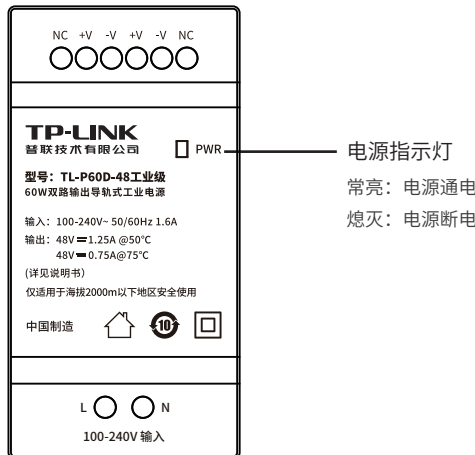 NC +V -V +V -V NC
TP-LINK
普联技术有限公司
PWR
电源指示灯
常亮：电源通电
熄灭：电源断电
型号：TL-P60D-48工业级
60W双路输出导轨式工业电源
输入：100-240V~ 50/60Hz 1.6A
输出：48V⎓1.25A @50℃
48V⎓0.75A@75℃
(详见说明书)
仅适用于海拔2000m以下地区安全使用
中国制造
10
L N
100-240V 输入